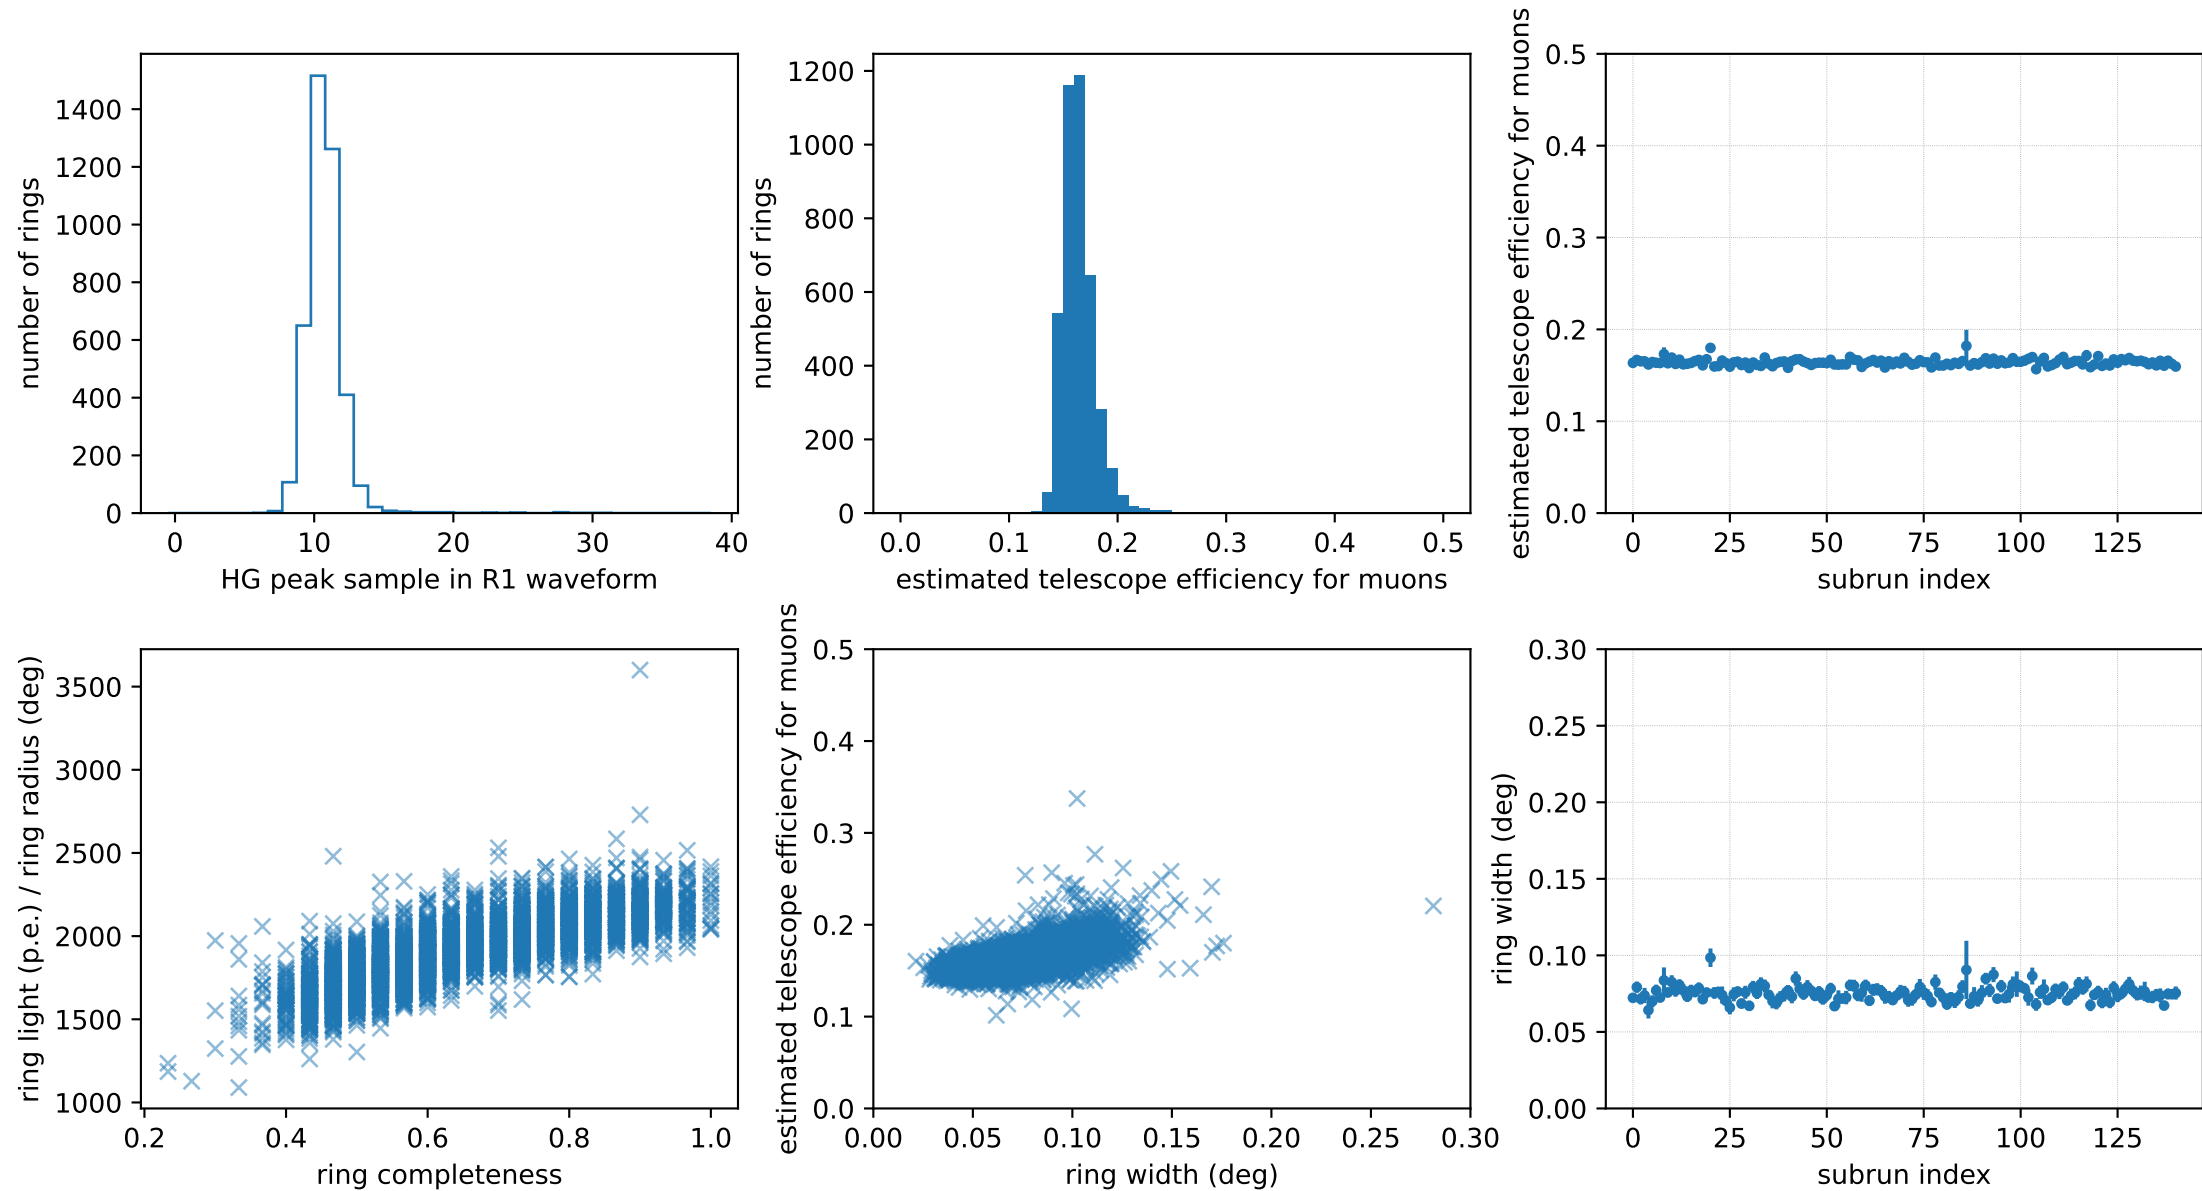 number of rings
1400
1200
1000
800
600
400
200
0
0 10 20 30 40
HG peak sample in R1 waveform
number of rings
1200
1000
800
600
400
200
0
0.0 0.1 0.2 0.3 0.4 0.5
estimated telescope efficiency for muons
estimated telescope efficiency for muons
0.5
0.4
0.3
0.2
0.1
0.0
0 25 50 75 100 125
subrun index
ring light (p.e.) / ring radius (deg)
3500
3000
2500
2000
1500
1000
0.2 0.4 0.6 0.8 1.0
ring completeness
estimated telescope efficiency for muons
0.5
0.4
0.3
0.2
0.1
0.0
0.00 0.05 0.10 0.15 0.20 0.25 0.30
ring width (deg)
ring width (deg)
0.30
0.25
0.20
0.15
0.10
0.05
0.00
0 25 50 75 100 125
subrun index